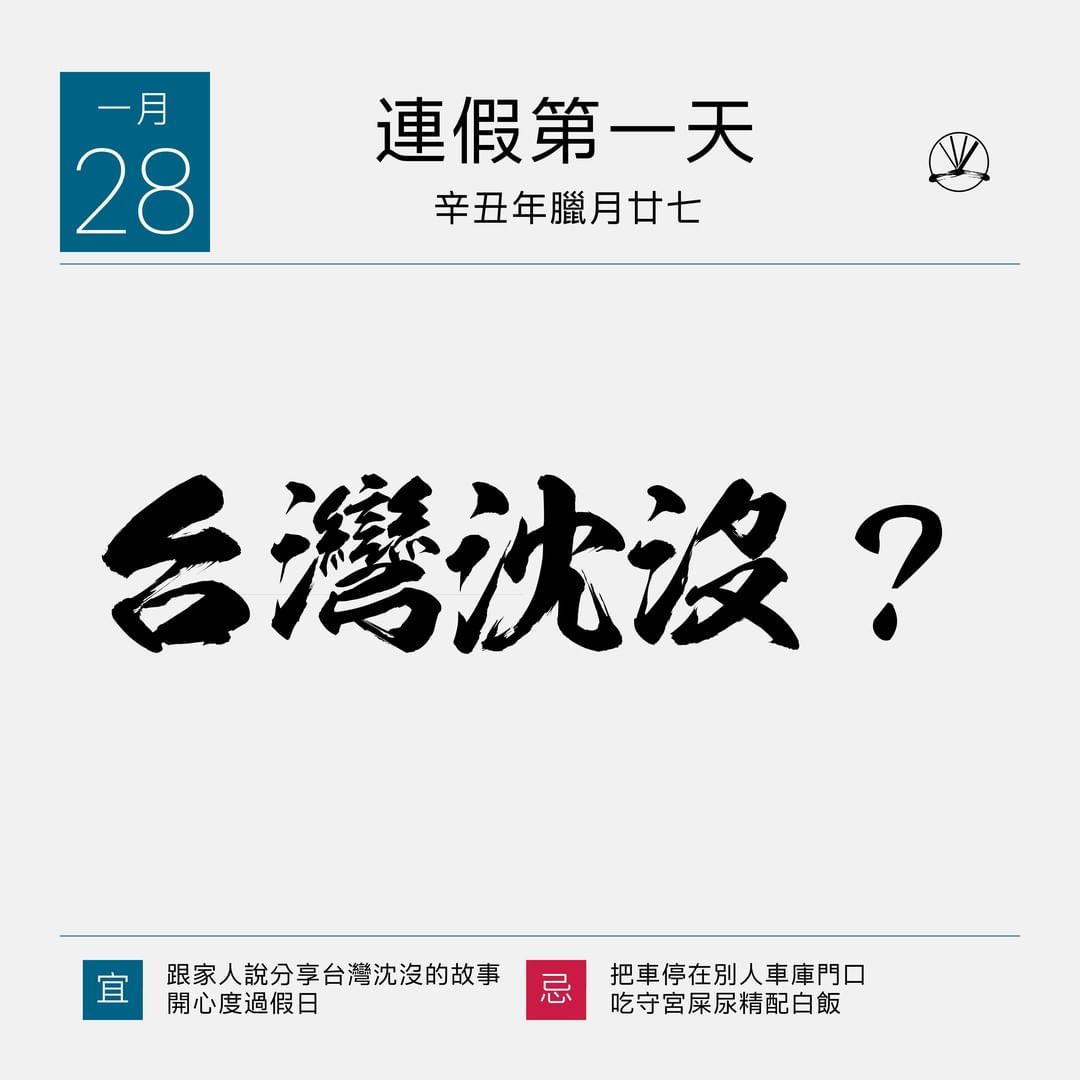 一月
28
連假第一天
辛丑年臘月廿七
台灣沈沒？
宜
跟家人說分享台灣沈沒的故事
開心度過假日
忌
把車停在別人車庫門口
吃守宮屎尿精配白飯